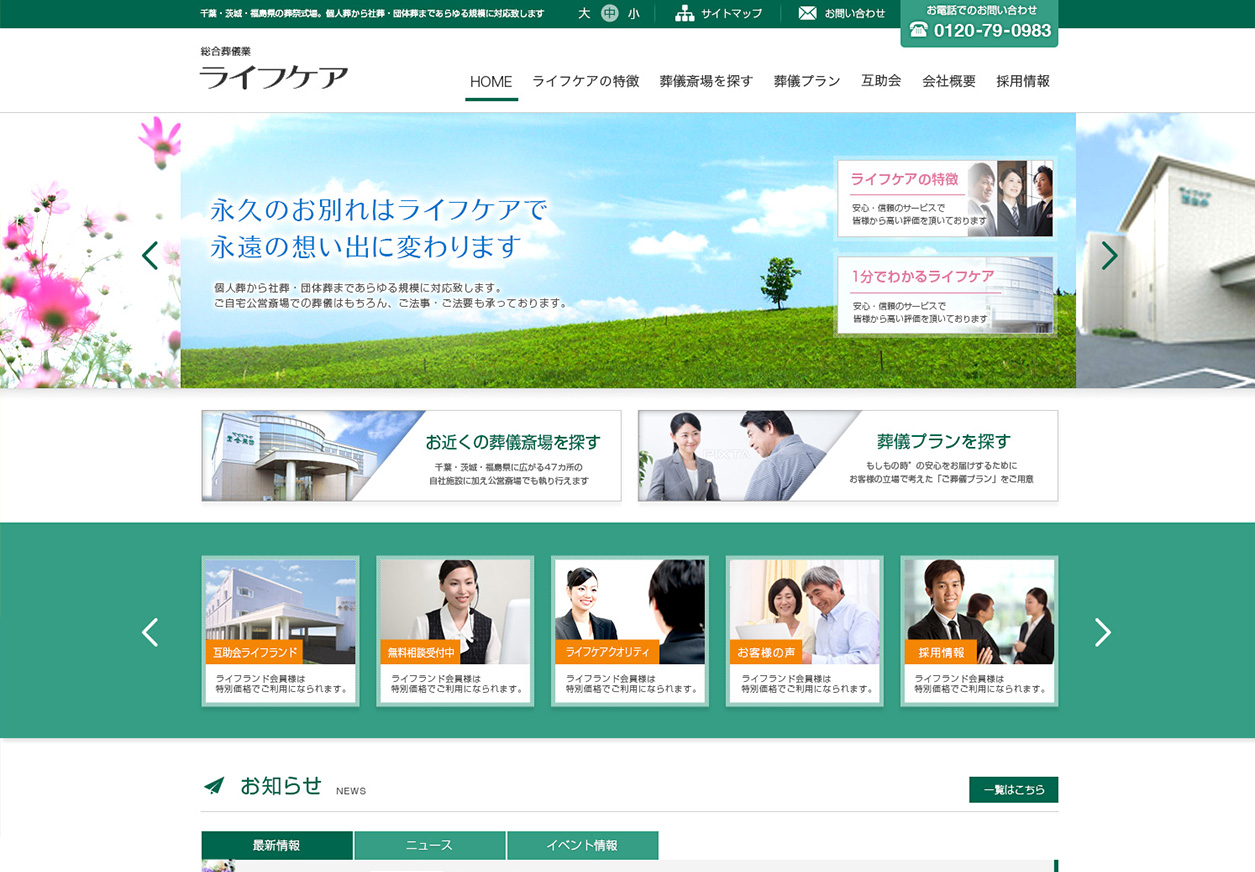 千葉・茨城・福島県の葬祭式場。個人葬から社葬・団体葬まであらゆる規模に対応致します
大 中 小
サイトマップ
お問い合わせ
お電話でのお問い合わせ
0120-79-0983
総合葬儀業
ライフケア
HOME
ライフケアの特徴
葬儀斎場を探す
葬儀プラン
互助会
会社概要
採用情報
永久のお別れはライフケアで
永遠の想い出に変わります
個人葬から社葬・団体葬まであらゆる規模に対応致します。
ご自宅公営斎場での葬儀はもちろん、ご法事・ご法要も承っております。
ライフケアの特徴
安心・信頼のサービスで
皆様から高い評価を頂いております
1分でわかるライフケア
安心・信頼のサービスで
皆様から高い評価を頂いております
お近くの葬儀斎場を探す
千葉・茨城・福島県に広がる47カ所の
自社施設に加え公営斎場でも執り行えます
葬儀プランを探す
もしもの時゛の安心をお届けするために
お客様の立場で考えた「ご葬儀プラン」をご用意
互助会ライフランド
ライフランド会員様は
特別価格でご利用になられます。
無料相談受付中
ライフランド会員様は
特別価格でご利用になられます。
ライフケアクオリティ
ライフランド会員様は
特別価格でご利用になられます。
お客様の声
ライフランド会員様は
特別価格でご利用になられます。
採用情報
ライフランド会員様は
特別価格でご利用になられます。
お知らせ NEWS
一覧はこちら
最新情報
ニュース
イベント情報